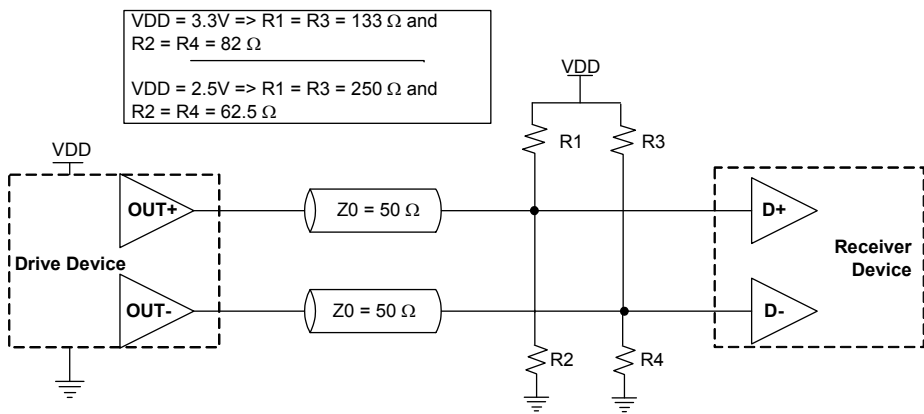 VDD = 3.3V => R1 = R3 = 133 Ω and
R2 = R4 = 82 Ω
VDD = 2.5V => R1 = R3 = 250 Ω and
R2 = R4 = 62.5 Ω
VDD
R1
R3
VDD
OUT+
Z0 = 50 Ω
D+
Drive Device
Receiver
Device
OUT-
Z0 = 50 Ω
D-
R2
R4